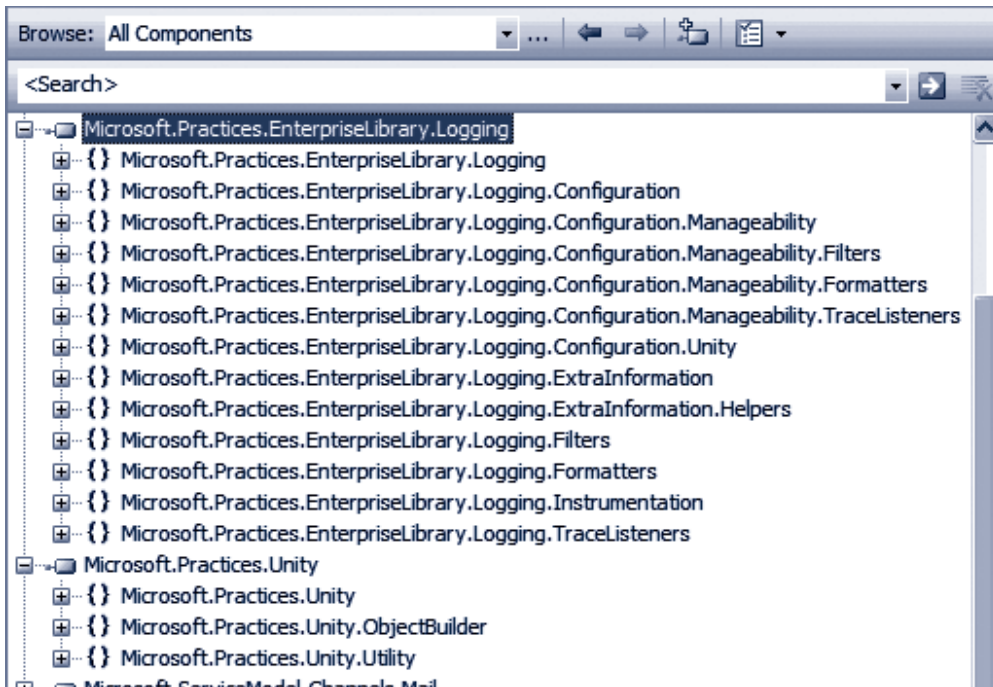 Browse: All Components ...
<Search>
Microsoft.Practices.EnterpriseLibrary.Logging
{} Microsoft.Practices.EnterpriseLibrary.Logging
{} Microsoft.Practices.EnterpriseLibrary.Logging.Configuration
{} Microsoft.Practices.EnterpriseLibrary.Logging.Configuration.Manageability
{} Microsoft.Practices.EnterpriseLibrary.Logging.Configuration.Manageability.Filters
{} Microsoft.Practices.EnterpriseLibrary.Logging.Configuration.Manageability.Formatters
{} Microsoft.Practices.EnterpriseLibrary.Logging.Configuration.Manageability.TraceListeners
{} Microsoft.Practices.EnterpriseLibrary.Logging.Configuration.Unity
{} Microsoft.Practices.EnterpriseLibrary.Logging.ExtraInformation
{} Microsoft.Practices.EnterpriseLibrary.Logging.ExtraInformation.Helpers
{} Microsoft.Practices.EnterpriseLibrary.Logging.Filters
{} Microsoft.Practices.EnterpriseLibrary.Logging.Formatters
{} Microsoft.Practices.EnterpriseLibrary.Logging.Instrumentation
{} Microsoft.Practices.EnterpriseLibrary.Logging.TraceListeners
Microsoft.Practices.Unity
{} Microsoft.Practices.Unity
{} Microsoft.Practices.Unity.ObjectBuilder
{} Microsoft.Practices.Unity.Utility
Microsoft.ServiceModel.Channels.Mail